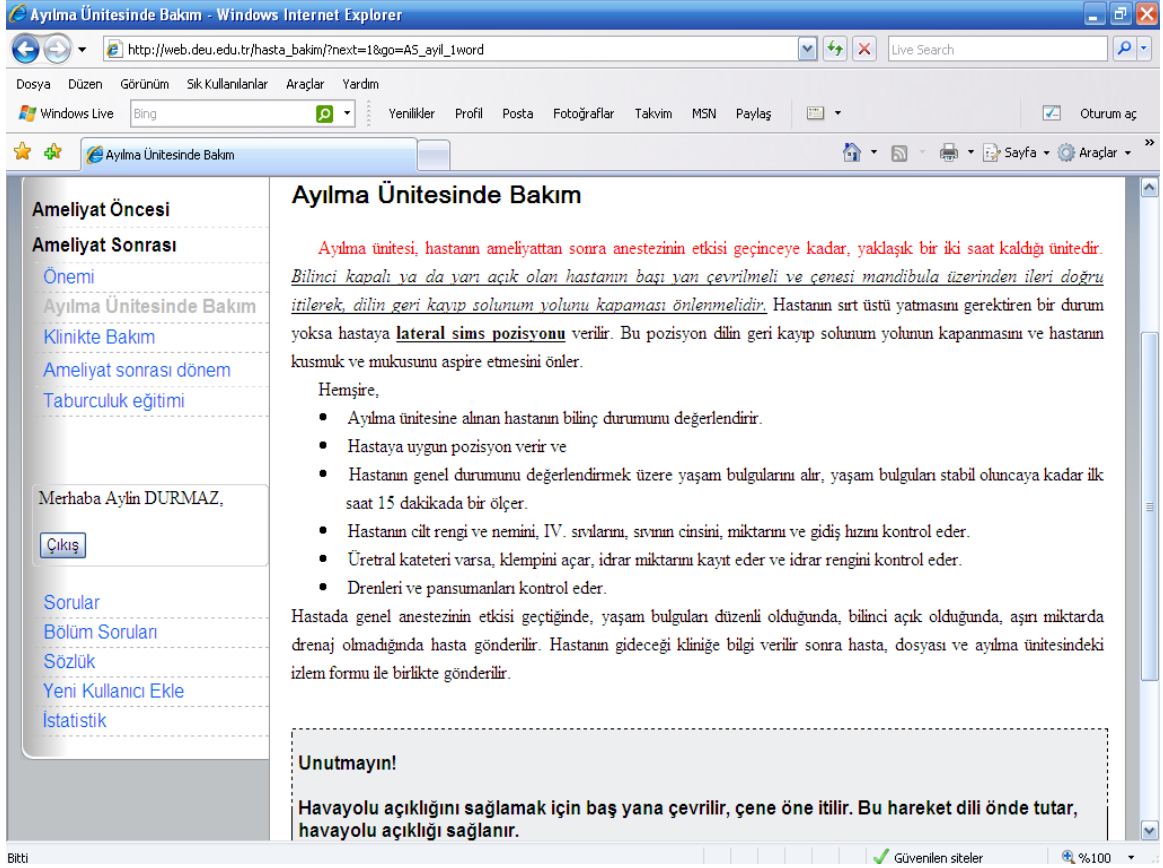 Ayılma Ünitesinde Bakım - Windows Internet Explorer
http://web.deu.edu.tr/hasta_bakim/?next=1&go=AS_ayil_1word
Live Search
Dosya Düzen Görünüm Sık Kullanılanlar Araçlar Yardım
Windows Live Bing Yenilikler Profil Posta Fotoğraflar Takvim MSN Paylaş Oturum aç
Ayılma Ünitesinde Bakım Sayfa Araçlar
Ameliyat Öncesi
Ameliyat Sonrası
Önemi
Ayılma Ünitesinde Bakım
Klinikte Bakım
Ameliyat sonrası dönem
Taburculuk eğitimi
Merhaba Aylin DURMAZ,
Çıkış
Sorular
Bölüm Soruları
Sözlük
Yeni Kullanıcı Ekle
İstatistik
Ayılma Ünitesinde Bakım
Ayılma ünitesi, hastanın ameliyattan sonra anestezinin etkisi geçinceye kadar, yaklaşık bir iki saat kaldığı ünitedir.
Bilinci kapalı ya da yarı açık olan hastanın başı yan çevrilmeli ve çenesi mandibula üzerinden ileri doğru
itilerek, dilin geri kayıp solunum yolunu kapaması önlenmelidir. Hastanın sırt üstü yatmasını gerektiren bir durum
yoksa hastaya lateral sims pozisyonu verilir. Bu pozisyon dilin geri kayıp solunum yolunun kapanmasını ve hastanın
kusmuk ve mukusunu aspire etmesini önler.
Hemşire,
• Ayılma ünitesine alınan hastanın bilinç durumunu değerlendirir.
• Hastaya uygun pozisyon verir ve
• Hastanın genel durumunu değerlendirmek üzere yaşam bulgularını alır, yaşam bulguları stabil oluncaya kadar ilk
saat 15 dakikada bir ölçer.
• Hastanın cilt rengi ve nemini, IV. sıvılarını, sıvının cinsini, miktarını ve gidiş hızını kontrol eder.
• Üretral kateteri varsa, klempini açar, idrar miktarını kayıt eder ve idrar rengini kontrol eder.
• Drenleri ve pansumanları kontrol eder.
Hastada genel anestezinin etkisi geçtiğinde, yaşam bulguları düzenli olduğunda, bilinci açık olduğunda, aşırı miktarda
drenaj olmadığında hasta gönderilir. Hastanın gideceği kliniğe bilgi verilir sonra hasta, dosyası ve ayılma ünitesindeki
izlem formu ile birlikte gönderilir.
Unutmayın!
Havayolu açıklığını sağlamak için baş yana çevrilir, çene öne itilir. Bu hareket dili önde tutar,
havayolu açıklığı sağlanır.
Bitti Güvenilen siteler %100